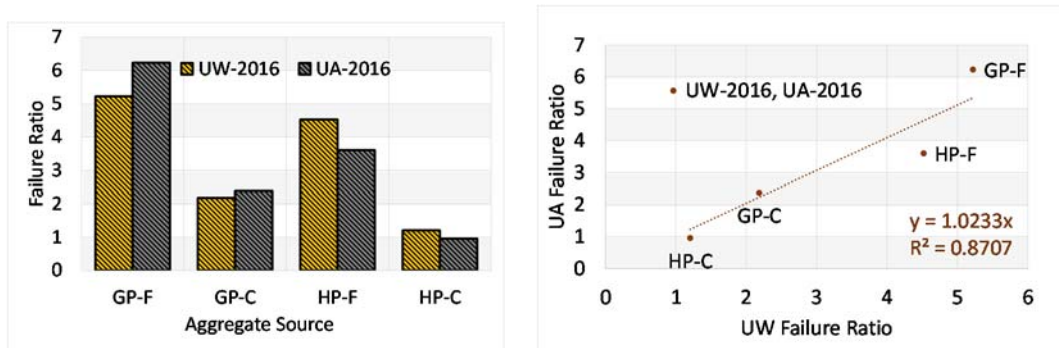 7
6
5
4
3
2
1
0
Failure Ratio
UW-2016 UA-2016
GP-F GP-C HP-F HP-C
Aggregate Source
7
6
5
4
3
2
1
0
UA Failure Ratio
GP-F
UW-2016, UA-2016
HP-F
GP-C
HP-C
y = 1.0233x
R² = 0.8707
0 1 2 3 4 5 6
UW Failure Ratio